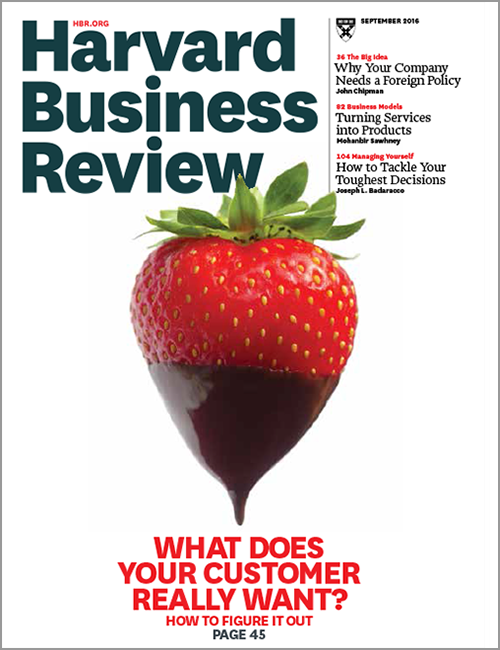 HBR.ORG
Harvard
Business
Review
SEPTEMBER 2016
36 The Big Idea
Why Your Company
Needs a Foreign Policy
John Chipman
82 Business Models
Turning Services
into Products
Mohanbir Sawhney
104 Managing Yourself
How to Tackle Your
Toughest Decisions
Joseph L. Badaracco
WHAT DOES
YOUR CUSTOMER
REALLY WANT?
HOW TO FIGURE IT OUT
PAGE 45